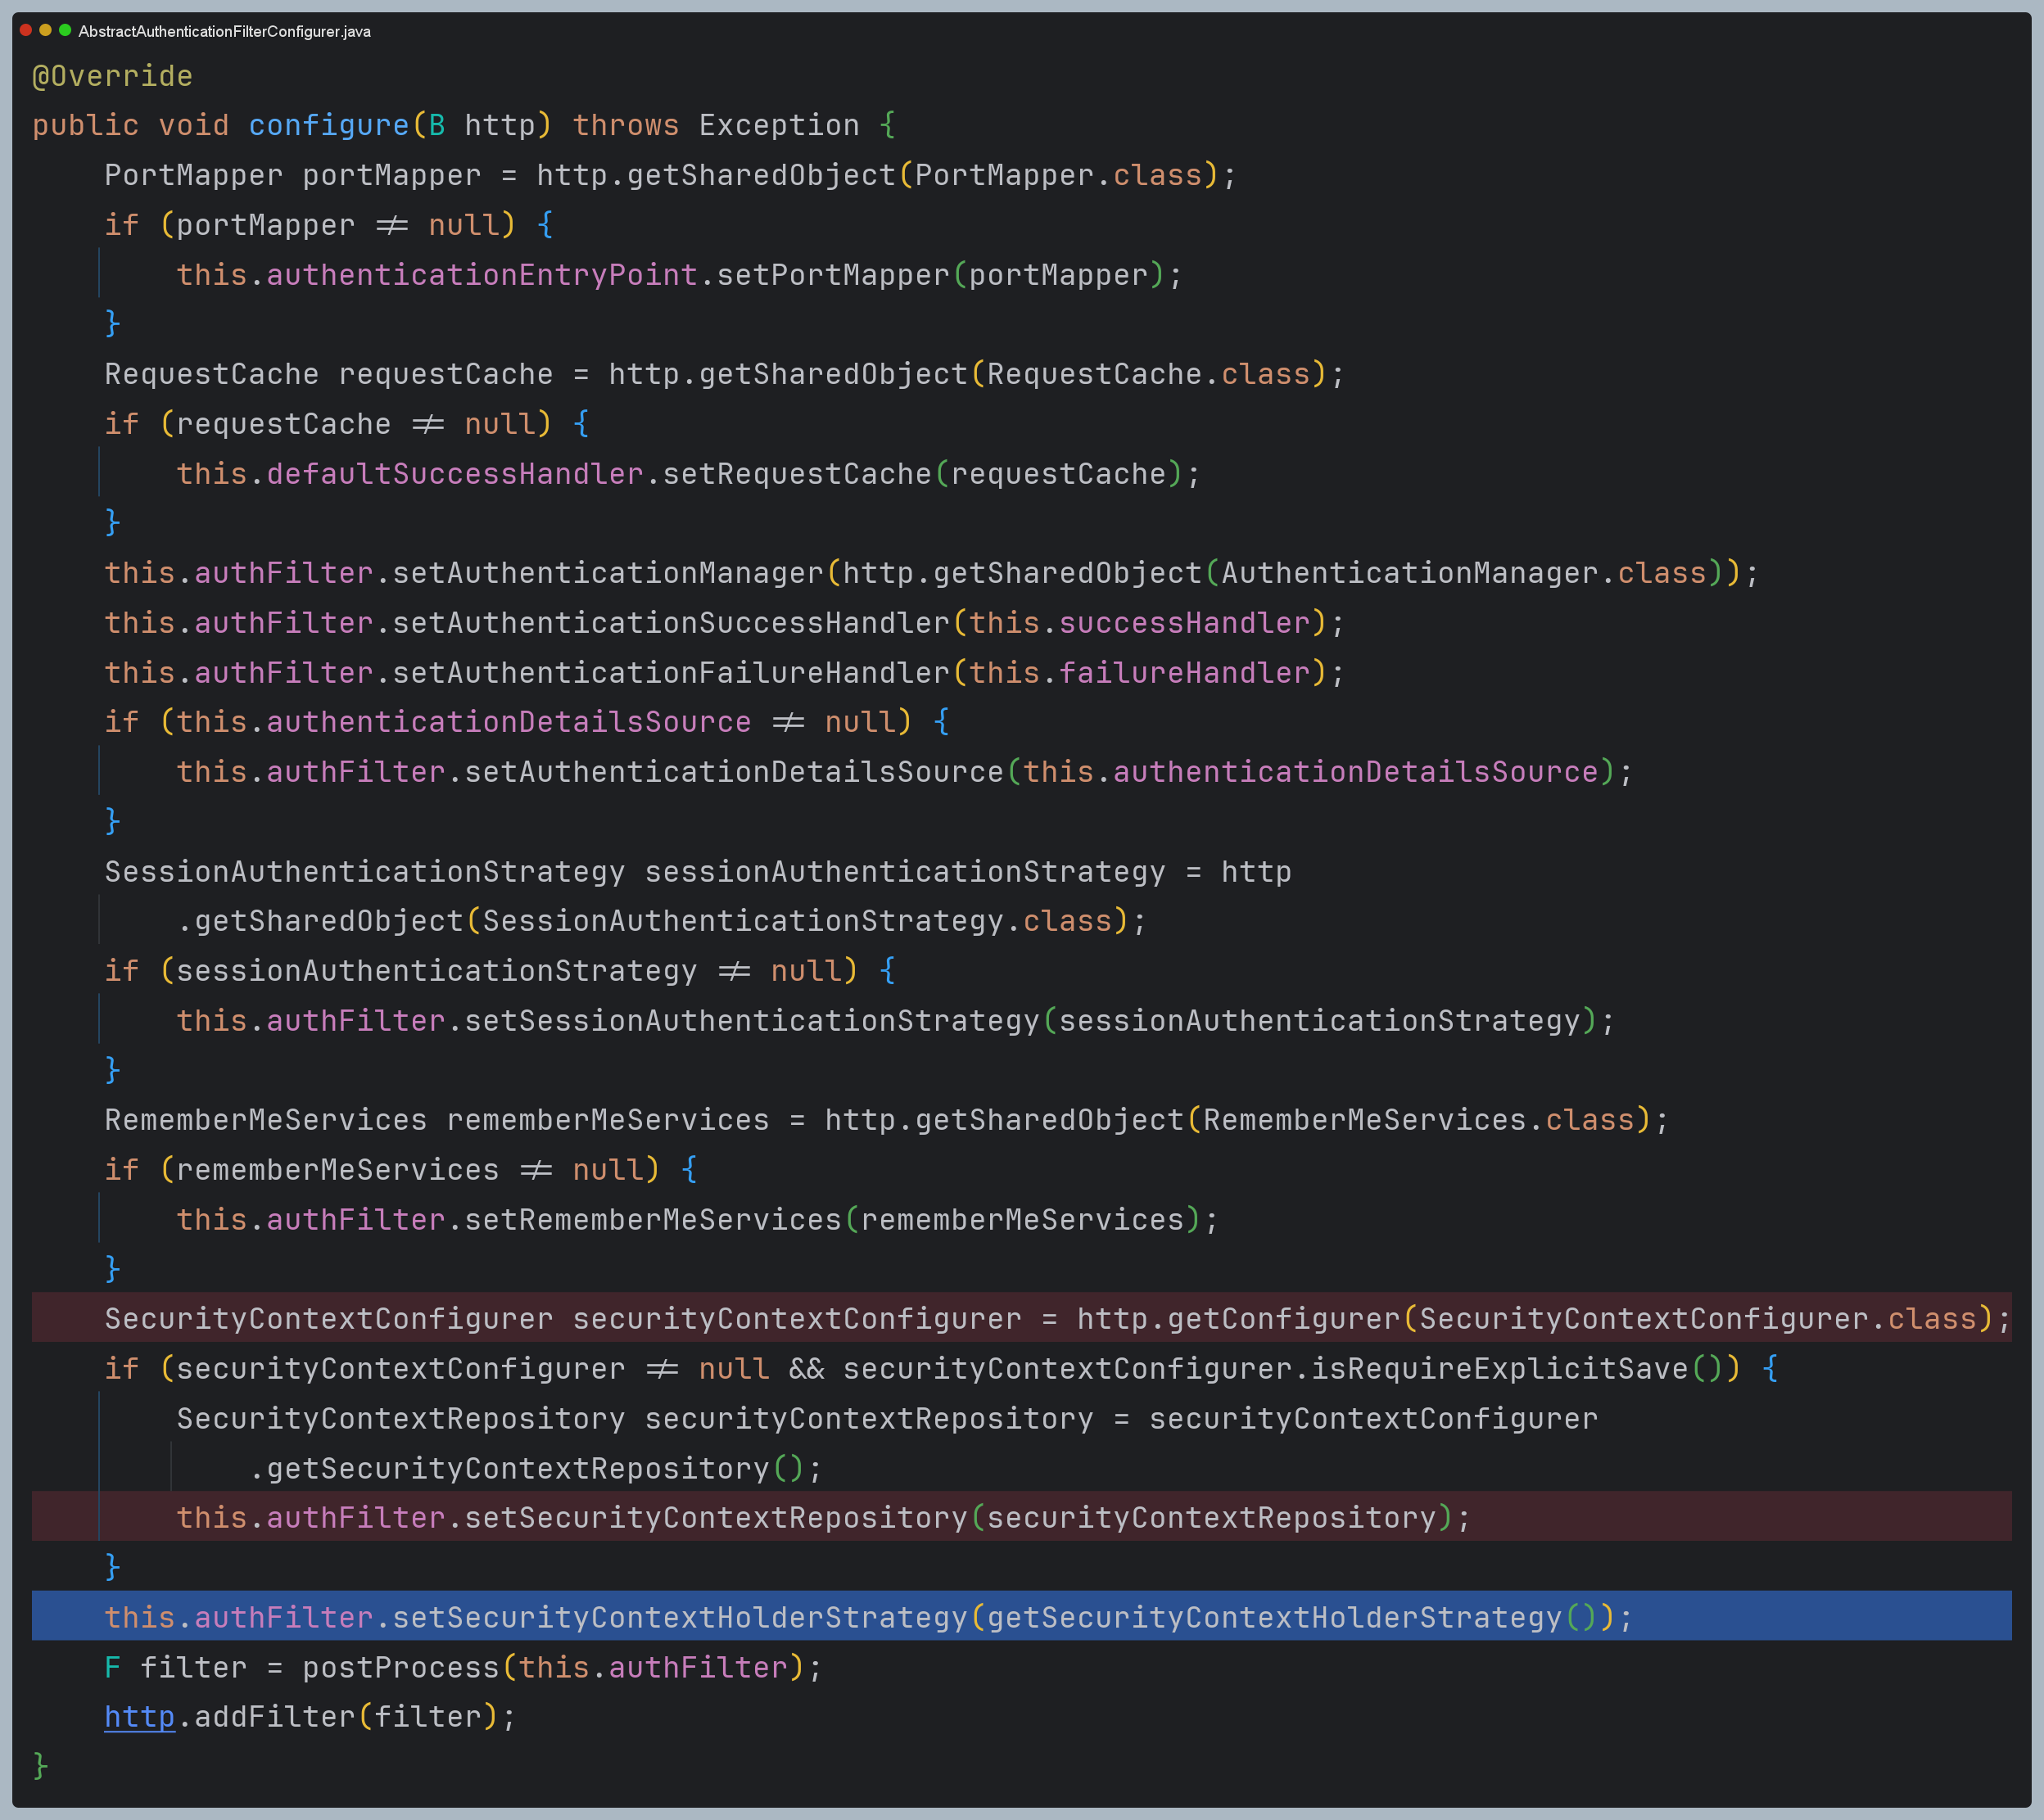 AbstractAuthenticationFilterConfigurer.java
@Override
public void configure(B http) throws Exception {
    PortMapper portMapper = http.getSharedObject(PortMapper.class);
    if (portMapper != null) {
        this.authenticationEntryPoint.setPortMapper(portMapper);
    }
    RequestCache requestCache = http.getSharedObject(RequestCache.class);
    if (requestCache != null) {
        this.defaultSuccessHandler.setRequestCache(requestCache);
    }
    this.authFilter.setAuthenticationManager(http.getSharedObject(AuthenticationManager.class));
    this.authFilter.setAuthenticationSuccessHandler(this.successHandler);
    this.authFilter.setAuthenticationFailureHandler(this.failureHandler);
    if (this.authenticationDetailsSource != null) {
        this.authFilter.setAuthenticationDetailsSource(this.authenticationDetailsSource);
    }
    SessionAuthenticationStrategy sessionAuthenticationStrategy = http
        .getSharedObject(SessionAuthenticationStrategy.class);
    if (sessionAuthenticationStrategy != null) {
        this.authFilter.setSessionAuthenticationStrategy(sessionAuthenticationStrategy);
    }
    RememberMeServices rememberMeServices = http.getSharedObject(RememberMeServices.class);
    if (rememberMeServices != null) {
        this.authFilter.setRememberMeServices(rememberMeServices);
    }
    SecurityContextConfigurer securityContextConfigurer = http.getConfigurer(SecurityContextConfigurer.class);
    if (securityContextConfigurer != null && securityContextConfigurer.isRequireExplicitSave()) {
        SecurityContextRepository securityContextRepository = securityContextConfigurer
            .getSecurityContextRepository();
        this.authFilter.setSecurityContextRepository(securityContextRepository);
    }
    this.authFilter.setSecurityContextHolderStrategy(getSecurityContextHolderStrategy());
    F filter = postProcess(this.authFilter);
    http.addFilter(filter);
}